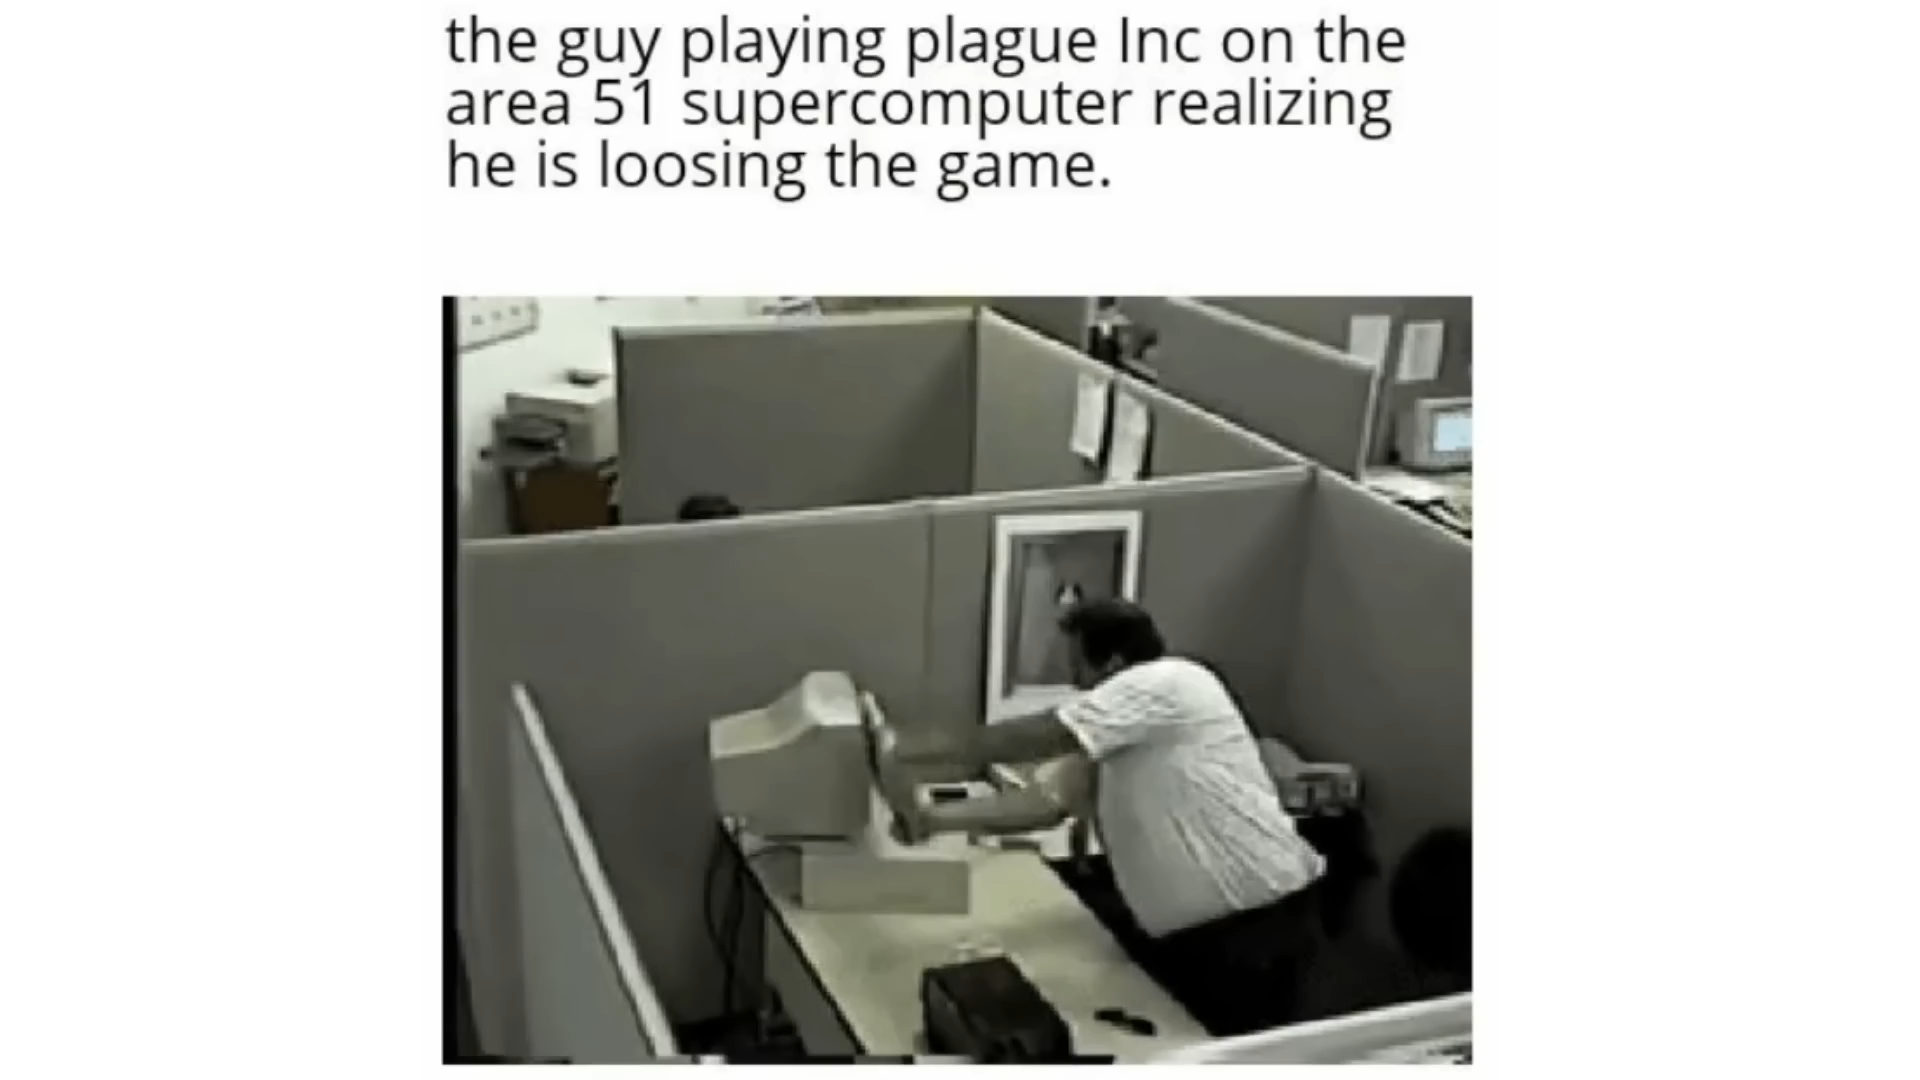 the guy playing plague Inc on the
area 51 supercomputer realizing
he is loosing the game.